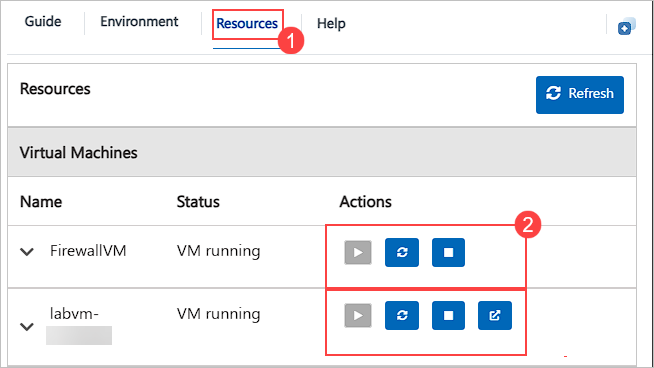 Guide Environment Resources Help
1
Resources Refresh
Virtual Machines
Name Status Actions
2
FirewallVM VM running
labvm- VM running